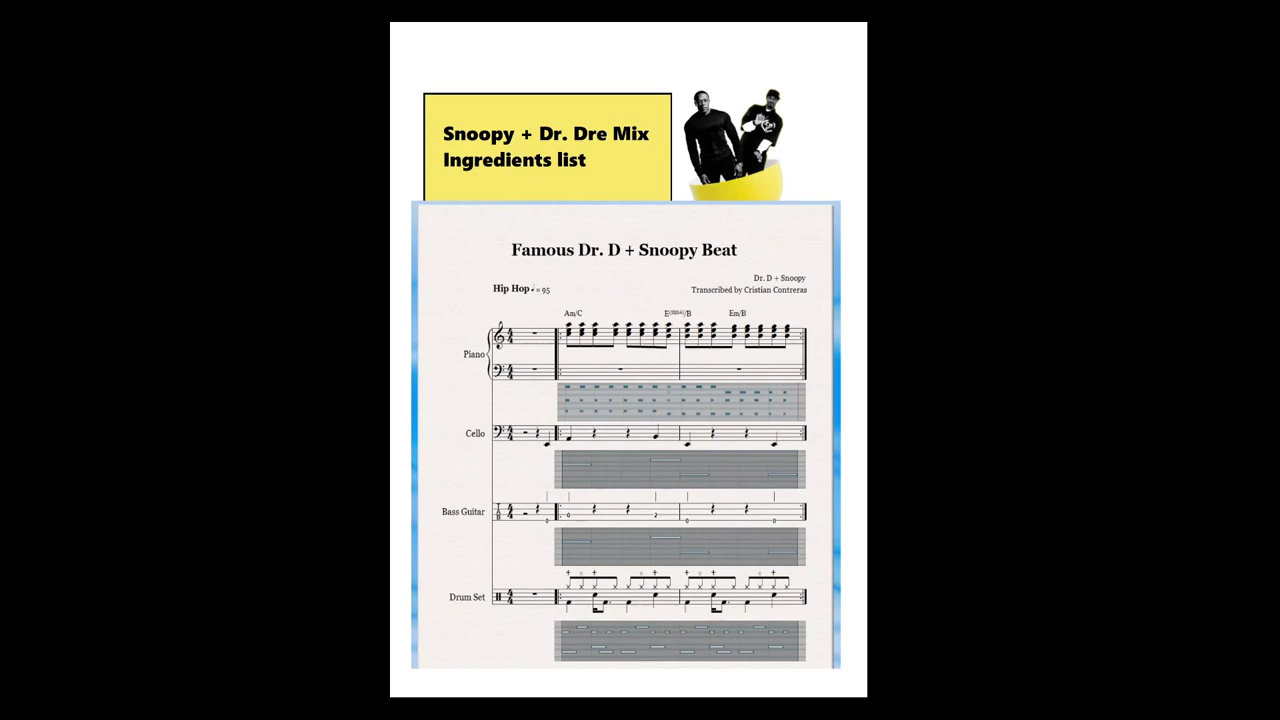 Snoopy + Dr. Dre Mix
Ingredients list
Famous Dr. D + Snoopy Beat
Dr. D + Snoopy
Hip Hop ♩ = 95
Transcribed by Cristian Contreras
Am/C
Em/B
Piano
Cello
Bass Guitar
Drum Set